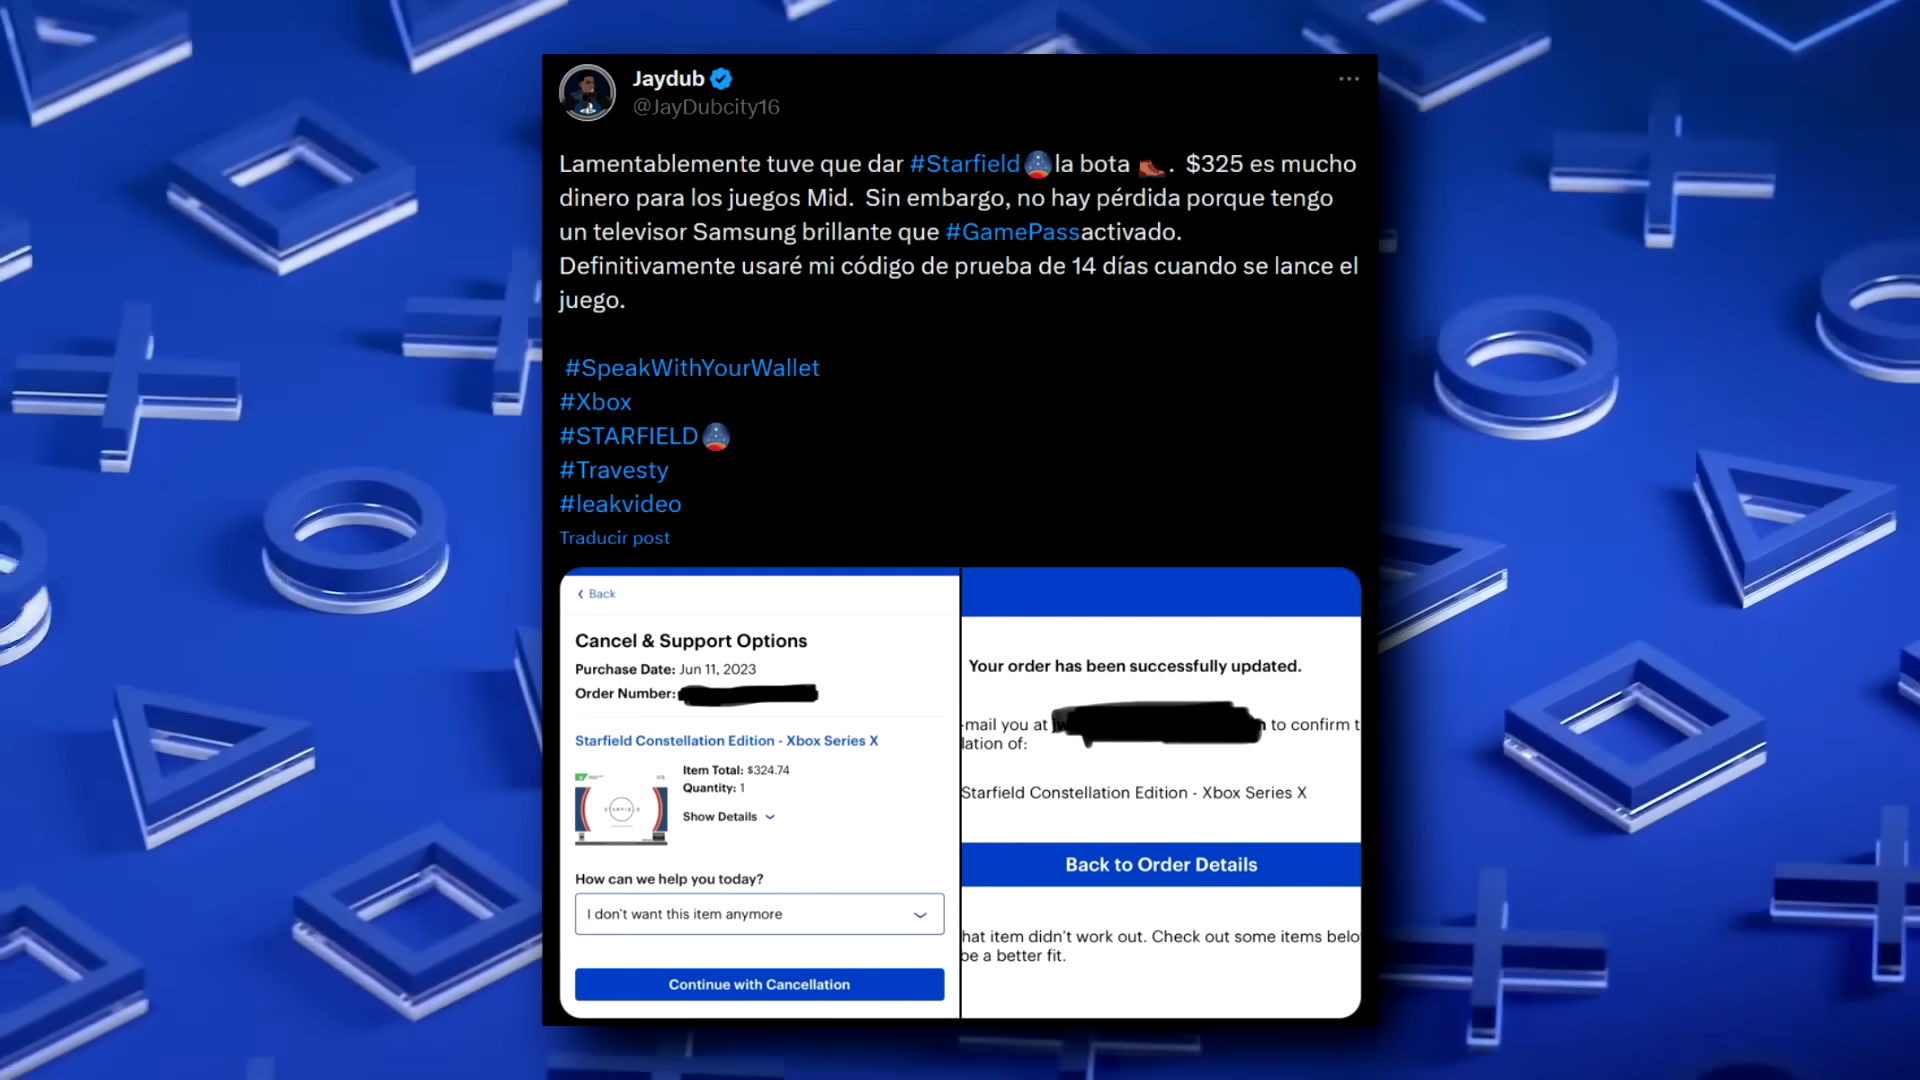 Jaydub
@JayDubcity16
Lamentablemente tuve que dar #Starfield la bota . $325 es mucho
dinero para los juegos Mid. Sin embargo, no hay pérdida porque tengo
un televisor Samsung brillante que #GamePassactivado.
Definitivamente usaré mi código de prueba de 14 días cuando se lance el
juego.
#SpeakWithYourWallet
#Xbox
#STARFIELD
#Travesty
#leakvideo
Traducir post
Back
Cancel & Support Options
Purchase Date: Jun 11, 2023
Order Number:
Starfield Constellation Edition - Xbox Series X
Item Total: $324.74
Quantity: 1
Show Details
STARFIELD
How can we help you today?
I don't want this item anymore
Continue with Cancellation
Your order has been successfully updated.
-mail you at to confirm t
lation of:
Starfield Constellation Edition - Xbox Series X
Back to Order Details
hat item didn't work out. Check out some items belo
be a better fit.